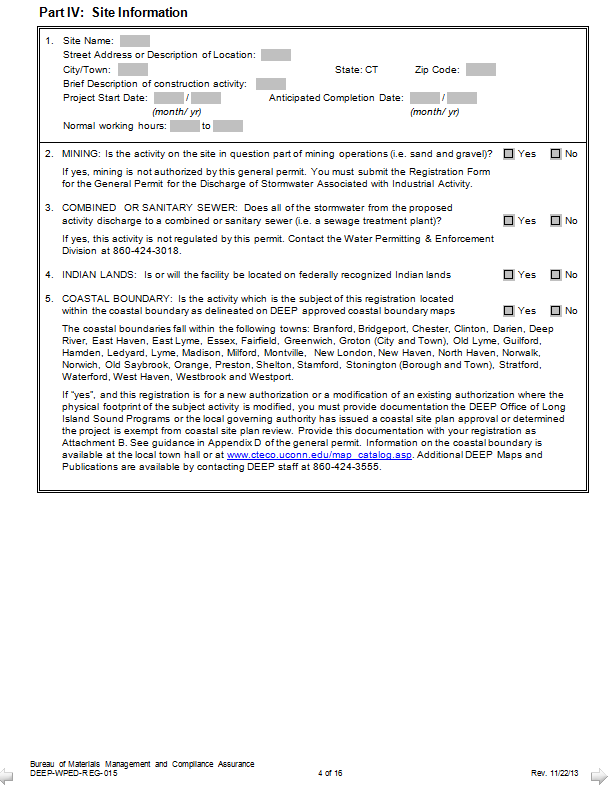 Part IV: Site Information
1. Site Name:
Street Address or Description of Location:
City/Town: State: CT Zip Code:
Brief Description of construction activity:
Project Start Date: / Anticipated Completion Date: /
(month/ yr) (month/ yr)
Normal working hours: to
2. MINING: Is the activity on the site in question part of mining operations (i.e. sand and gravel)? Yes No
If yes, mining is not authorized by this general permit. You must submit the Registration Form
for the General Permit for the Discharge of Stormwater Associated with Industrial Activity.
3. COMBINED OR SANITARY SEWER: Does all of the stormwater from the proposed
activity discharge to a combined or sanitary sewer (i.e. a sewage treatment plant)? Yes No
If yes, this activity is not regulated by this permit. Contact the Water Permitting & Enforcement
Division at 860-424-3018.
4. INDIAN LANDS: Is or will the facility be located on federally recognized Indian lands Yes No
5. COASTAL BOUNDARY: Is the activity which is the subject of this registration located
within the coastal boundary as delineated on DEEP approved coastal boundary maps Yes No
The coastal boundaries fall within the following towns: Branford, Bridgeport, Chester, Clinton, Darien, Deep
River, East Haven, East Lyme, Essex, Fairfield, Greenwich, Groton (City and Town), Old Lyme, Guilford,
Hamden, Ledyard, Lyme, Madison, Milford, Montville, New London, New Haven, North Haven, Norwalk,
Norwich, Old Saybrook, Orange, Preston, Shelton, Stamford, Stonington (Borough and Town), Stratford,
Waterford, West Haven, Westbrook and Westport.
If "yes", and this registration is for a new authorization or a modification of an existing authorization where the
physical footprint of the subject activity is modified, you must provide documentation the DEEP Office of Long
Island Sound Programs or the local governing authority has issued a coastal site plan approval or determined
the project is exempt from coastal site plan review. Provide this documentation with your registration as
Attachment B. See guidance in Appendix D of the general permit. Information on the coastal boundary is
available at the local town hall or at www.cteco.uconn.edu/map_catalog.asp. Additional DEEP Maps and
Publications are available by contacting DEEP staff at 860-424-3555.
Bureau of Materials Management and Compliance Assurance
DEEP-WPED-REG-015 4 of 16 Rev. 11/22/13